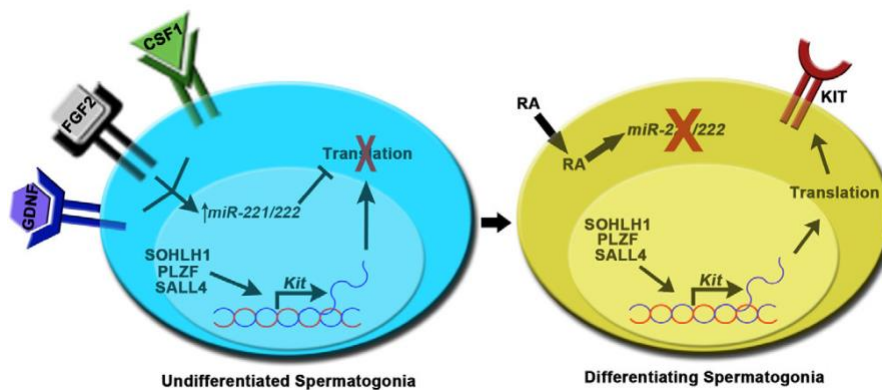 CSF1
FGF2
GDNF
Translation
↑miR-221/222
SOHLH1
PLZF
SALL4
Kit
Undifferentiated Spermatogonia
RA
RA
miR-221/222
KIT
Translation
SOHLH1
PLZF
SALL4
Kit
Differentiating Spermatogonia